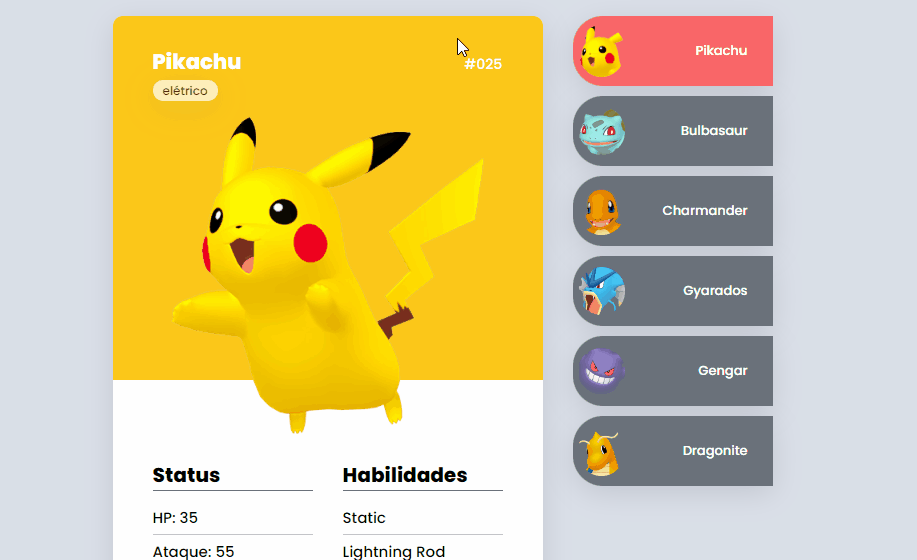 Pikachu
#025
elétrico
Status
HP: 35
Ataque: 55
Habilidades
Static
Lightning Rod
Pikachu
Bulbasaur
Charmander
Gyarados
Gengar
Dragonite